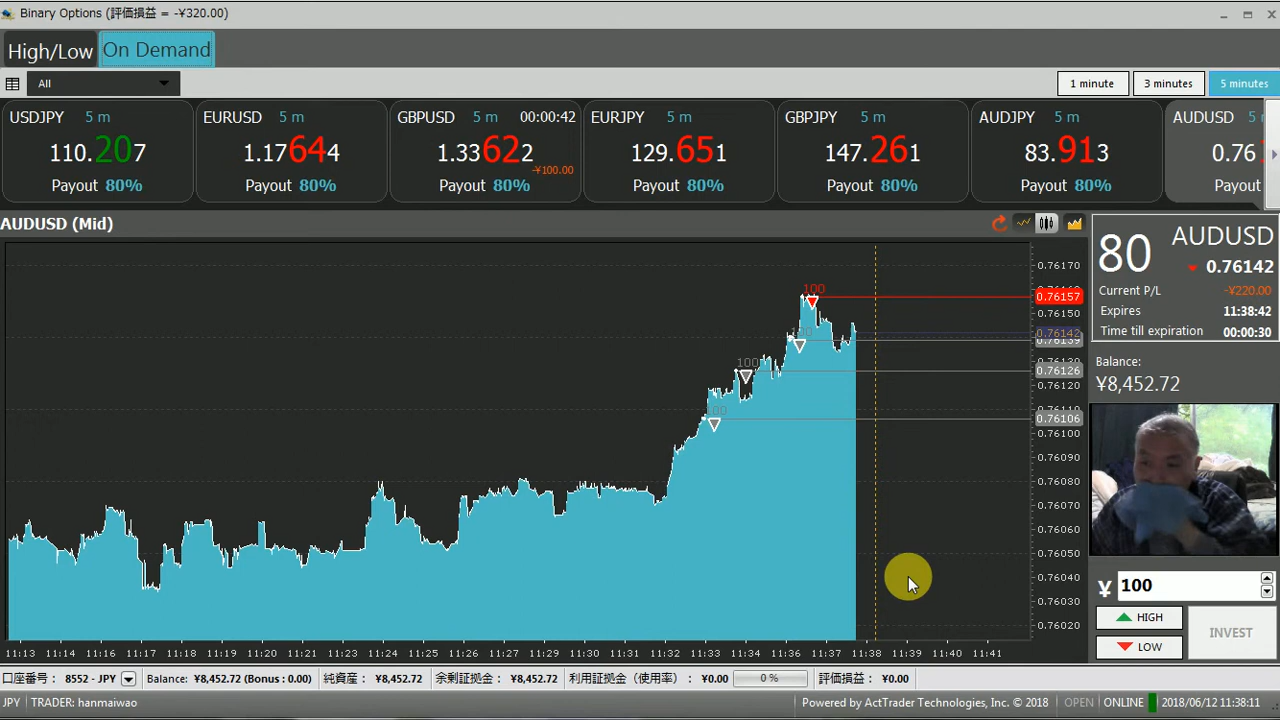 Binary Options (評価損益 = -¥320.00)
High/Low On Demand
All 1 minute 3 minutes 5 minutes
USDJPY 5 m EURUSD 5 m GBPUSD 5 m 00:00:42 EURJPY 5 m GBPJPY 5 m AUDJPY 5 m AUDUSD 5
110.207 1.17644 1.33622 129.651 147.261 83.913 0.76
-¥100.00
Payout 80% Payout 80% Payout 80% Payout 80% Payout 80% Payout 80% Payout
AUDUSD (Mid)
80 AUDUSD
0.76142
Current P/L -¥220.00
Expires 11:38:42
Time till expiration 00:00:30
Balance:
¥8,452.72
100
100
100
100
0.76170
0.76157
0.76150
0.76142
0.76139
0.76126
0.76120
0.76106
0.76100
0.76090
0.76080
0.76070
0.76060
0.76050
0.76040
0.76030
0.76020
¥ 100
HIGH
LOW
INVEST
11:13 11:14 11:16 11:17 11:18 11:19 11:20 11:22 11:23 11:24 11:26 11:27 11:28 11:29 11:30 11:31 11:33 11:34 11:36 11:37 11:38 11:39 11:40 11:41
口座番号： 8552 - JPY Balance: ¥8,452.72 (Bonus : 0.00) 純資産： ¥8,452.72 余剰証拠金： ¥8,452.72 利用証拠金（使用率）： ¥0.00 0 % 評価損益： ¥0.00
JPY TRADER: hanmaiwao Powered by ActTrader Technologies, Inc. © 2018 OPEN ONLINE 2018/06/12 11:38:11